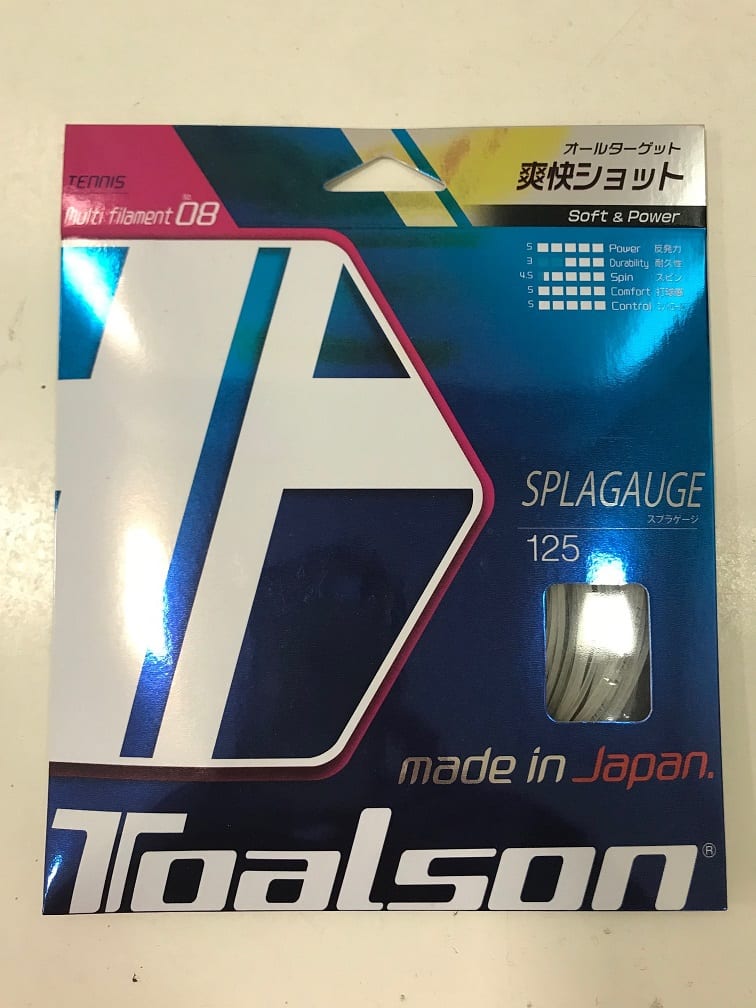 TENNIS
Multi filament No. 08
オールターゲット
爽快ショット
Soft & Power
5 Power 反発力
3 Durability 耐久性
4.5 Spin スピン
5 Comfort 打球感
5 Control
SPLAGAUGE
スプラゲージ
125
made in Japan.
Toalson®